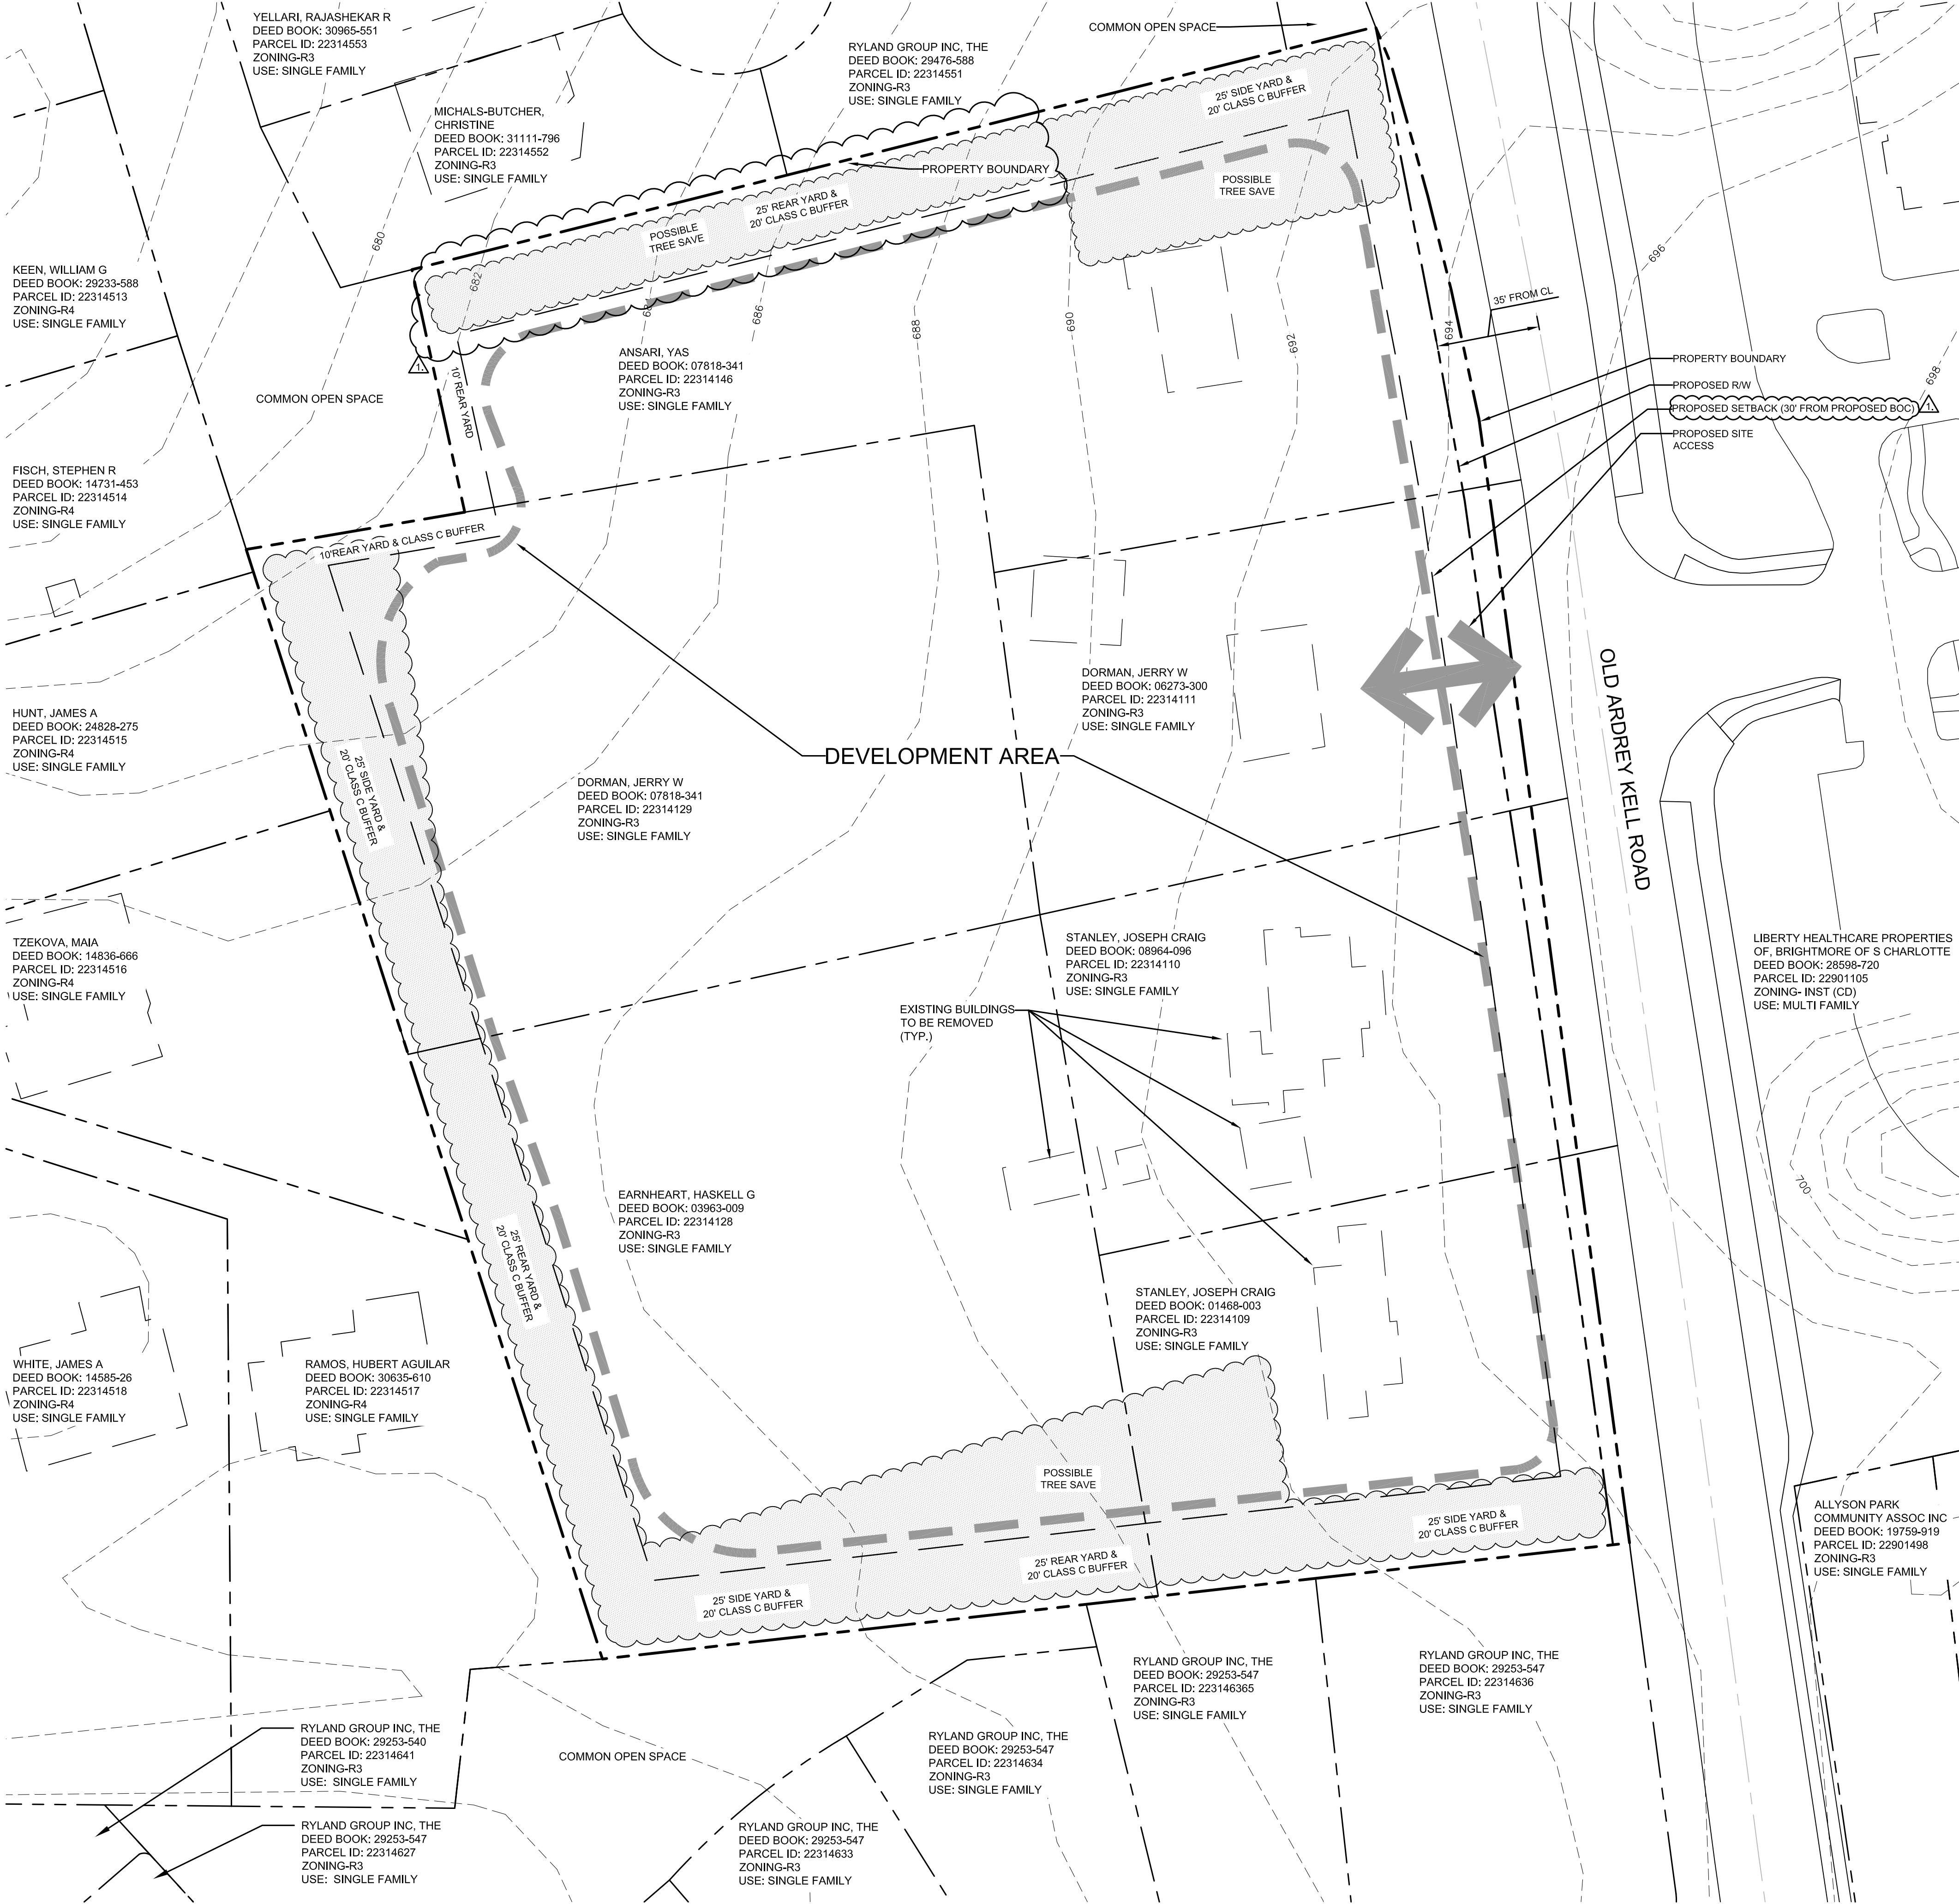 YELLARI, RAJASHEKAR R
DEED BOOK: 30965-551
PARCEL ID: 22314553
ZONING-R3
USE: SINGLE FAMILY
MICHALS-BUTCHER,
CHRISTINE
DEED BOOK: 31111-796
PARCEL ID: 22314552
ZONING-R3
USE: SINGLE FAMILY
RYLAND GROUP INC, THE
DEED BOOK: 29476-588
PARCEL ID: 22314551
ZONING-R3
USE: SINGLE FAMILY
COMMON OPEN SPACE
25' SIDE YARD &
20' CLASS C BUFFER
PROPERTY BOUNDARY
POSSIBLE
TREE SAVE
25' REAR YARD &
20' CLASS C BUFFER
POSSIBLE
TREE SAVE
680
682
686
688
690
692
694
696
698
KEEN, WILLIAM G
DEED BOOK: 29233-588
PARCEL ID: 22314513
ZONING-R4
USE: SINGLE FAMILY
35' FROM CL
1.
10' REAR YARD
ANSARI, YAS
DEED BOOK: 07818-341
PARCEL ID: 22314146
ZONING-R3
USE: SINGLE FAMILY
COMMON OPEN SPACE
PROPERTY BOUNDARY
PROPOSED R/W
PROPOSED SETBACK (30' FROM PROPOSED BOC)
1.
PROPOSED SITE
ACCESS
FISCH, STEPHEN R
DEED BOOK: 14731-453
PARCEL ID: 22314514
ZONING-R4
USE: SINGLE FAMILY
10'REAR YARD & CLASS C BUFFER
HUNT, JAMES A
DEED BOOK: 24828-275
PARCEL ID: 22314515
ZONING-R4
USE: SINGLE FAMILY
DORMAN, JERRY W
DEED BOOK: 06273-300
PARCEL ID: 22314111
ZONING-R3
USE: SINGLE FAMILY
OLD ARDREY KELL ROAD
DEVELOPMENT AREA
25' SIDE YARD &
20' CLASS C BUFFER
DORMAN, JERRY W
DEED BOOK: 07818-341
PARCEL ID: 22314129
ZONING-R3
USE: SINGLE FAMILY
TZEKOVA, MAIA
DEED BOOK: 14836-666
PARCEL ID: 22314516
ZONING-R4
USE: SINGLE FAMILY
STANLEY, JOSEPH CRAIG
DEED BOOK: 08964-096
PARCEL ID: 22314110
ZONING-R3
USE: SINGLE FAMILY
LIBERTY HEALTHCARE PROPERTIES
OF, BRIGHTMORE OF S CHARLOTTE
DEED BOOK: 28598-720
PARCEL ID: 22901105
ZONING- INST (CD)
USE: MULTI FAMILY
EXISTING BUILDINGS
TO BE REMOVED
(TYP.)
700
EARNHEART, HASKELL G
DEED BOOK: 03963-009
PARCEL ID: 22314128
ZONING-R3
USE: SINGLE FAMILY
25' REAR YARD &
20' CLASS C BUFFER
STANLEY, JOSEPH CRAIG
DEED BOOK: 01468-003
PARCEL ID: 22314109
ZONING-R3
USE: SINGLE FAMILY
WHITE, JAMES A
DEED BOOK: 14585-26
PARCEL ID: 22314518
ZONING-R4
USE: SINGLE FAMILY
RAMOS, HUBERT AGUILAR
DEED BOOK: 30635-610
PARCEL ID: 22314517
ZONING-R4
USE: SINGLE FAMILY
POSSIBLE
TREE SAVE
25' SIDE YARD &
20' CLASS C BUFFER
25' REAR YARD &
20' CLASS C BUFFER
25' SIDE YARD &
20' CLASS C BUFFER
ALLYSON PARK
COMMUNITY ASSOC INC
DEED BOOK: 19759-919
PARCEL ID: 22901498
ZONING-R3
USE: SINGLE FAMILY
RYLAND GROUP INC, THE
DEED BOOK: 29253-547
PARCEL ID: 223146365
ZONING-R3
USE: SINGLE FAMILY
RYLAND GROUP INC, THE
DEED BOOK: 29253-547
PARCEL ID: 22314636
ZONING-R3
USE: SINGLE FAMILY
RYLAND GROUP INC, THE
DEED BOOK: 29253-540
PARCEL ID: 22314641
ZONING-R3
USE: SINGLE FAMILY
COMMON OPEN SPACE
RYLAND GROUP INC, THE
DEED BOOK: 29253-547
PARCEL ID: 22314634
ZONING-R3
USE: SINGLE FAMILY
RYLAND GROUP INC, THE
DEED BOOK: 29253-547
PARCEL ID: 22314627
ZONING-R3
USE: SINGLE FAMILY
RYLAND GROUP INC, THE
DEED BOOK: 29253-547
PARCEL ID: 22314633
ZONING-R3
USE: SINGLE FAMILY